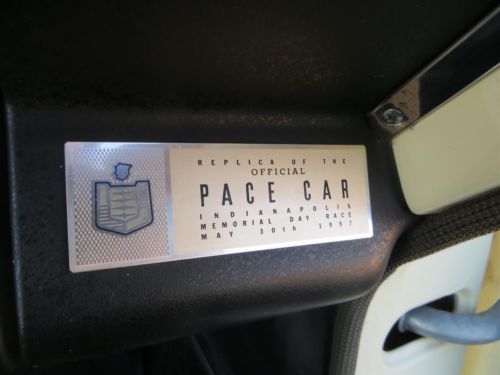 REPLICA OF THE
OFFICIAL
PACE CAR
INDIANAPOLIS
MEMORIAL DAY RACE
MAY 30th 1957